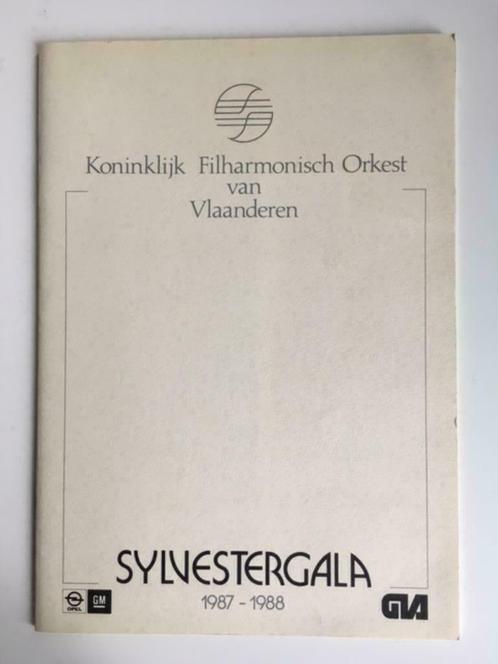 Koninklijk Filharmonisch Orkest
van
Vlaanderen
SYLVESTERGALA
1987 - 1988
OPEL
GM
GVA